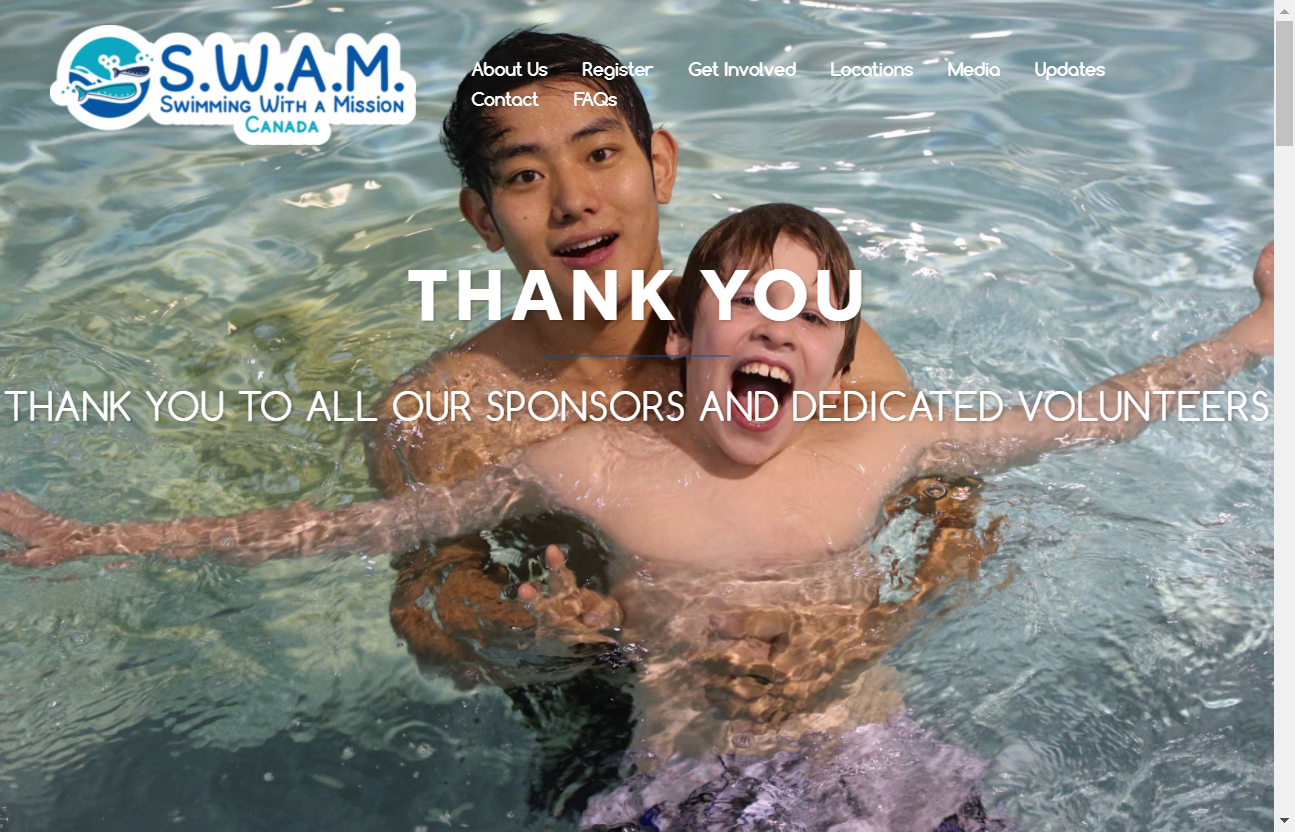 S.W.A.M.
Swimming With a Mission
Canada
About Us Register Get Involved Locations Media Updates
Contact FAQs
THANK YOU
THANK YOU TO ALL OUR SPONSORS AND DEDICATED VOLUNTEERS